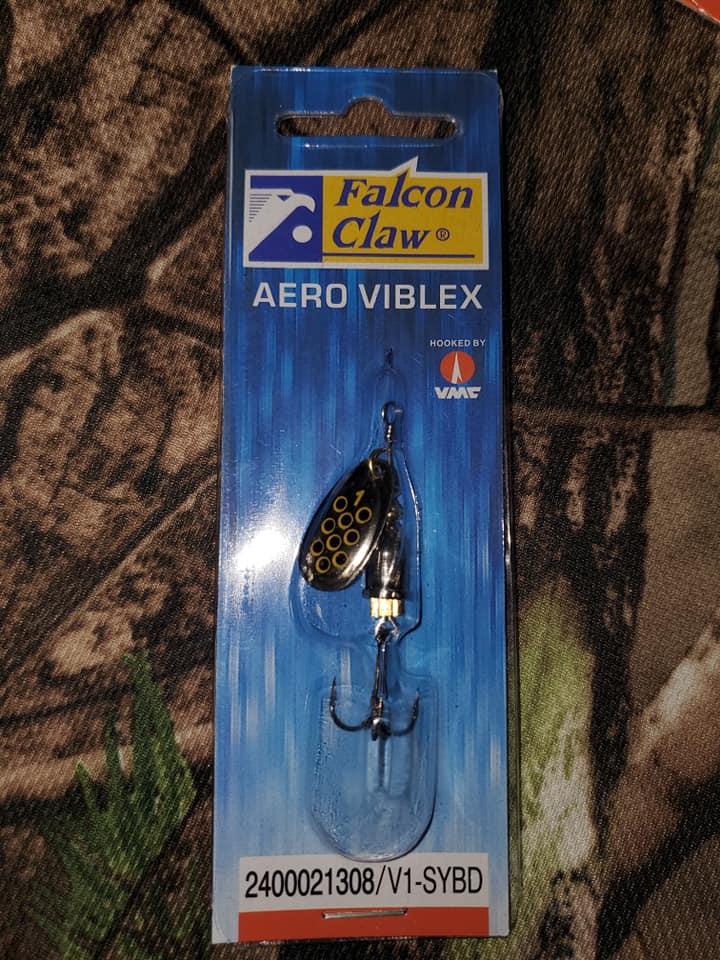 Falcon
Claw®
AERO VIBLEX
HOOKED BY
VMC
1
2400021308/V1-SYBD